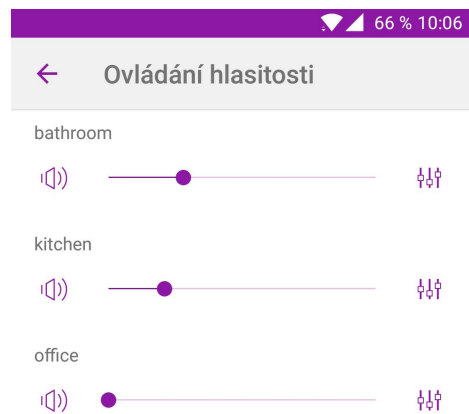 66 % 10:06
Ovládání hlasitosti
bathroom
kitchen
office